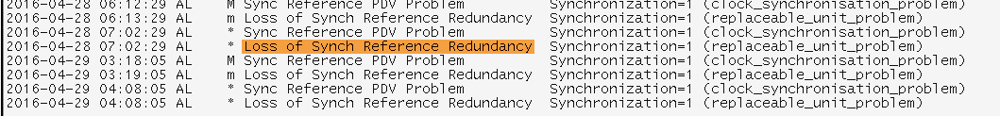 2016-04-28 06:12:29 AL M Sync Reference PDV Problem Synchronization=1 (clock_synchronisation_problem)
2016-04-28 06:13:29 AL m Loss of Synch Reference Redundancy Synchronization=1 (replaceable_unit_problem)
2016-04-28 07:02:29 AL * Sync Reference PDV Problem Synchronization=1 (clock_synchronisation_problem)
2016-04-28 07:02:29 AL * Loss of Synch Reference Redundancy Synchronization=1 (replaceable_unit_problem)
2016-04-29 03:18:05 AL M Sync Reference PDV Problem Synchronization=1 (clock_synchronisation_problem)
2016-04-29 03:19:05 AL m Loss of Synch Reference Redundancy Synchronization=1 (replaceable_unit_problem)
2016-04-29 04:08:05 AL * Sync Reference PDV Problem Synchronization=1 (clock_synchronisation_problem)
2016-04-29 04:08:05 AL * Loss of Synch Reference Redundancy Synchronization=1 (replaceable_unit_problem)